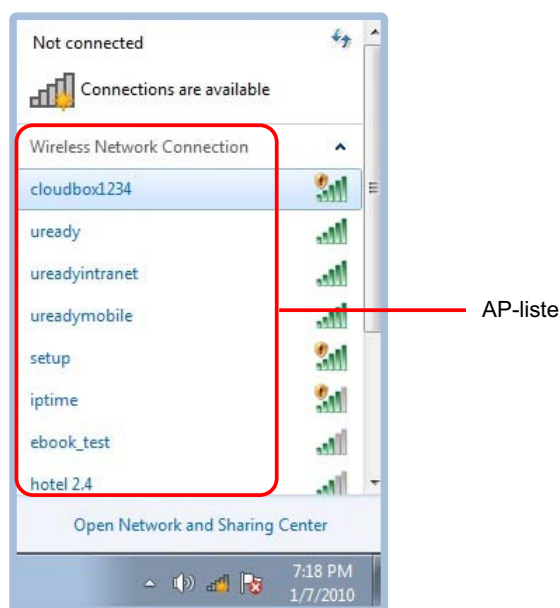 Not connected
Connections are available
Wireless Network Connection
cloudbox1234
uready
ureadyintranet
ureadymobile
AP-liste
setup
iptime
ebook_test
hotel 2.4
Open Network and Sharing Center
7:18 PM
1/7/2010